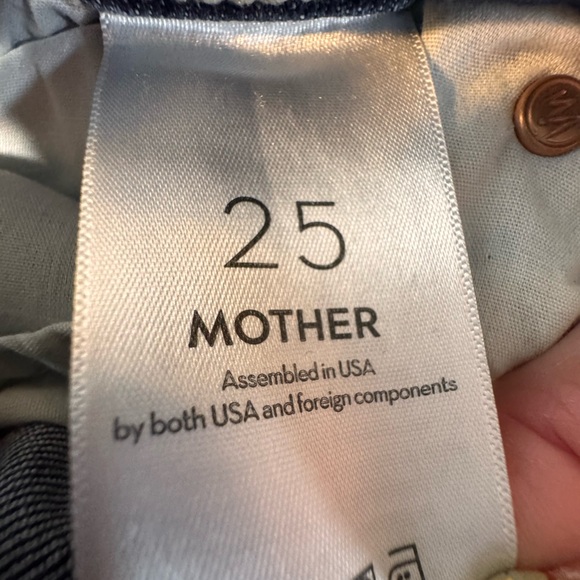 25
MOTHER
Assembled in USA
by both USA and foreign components